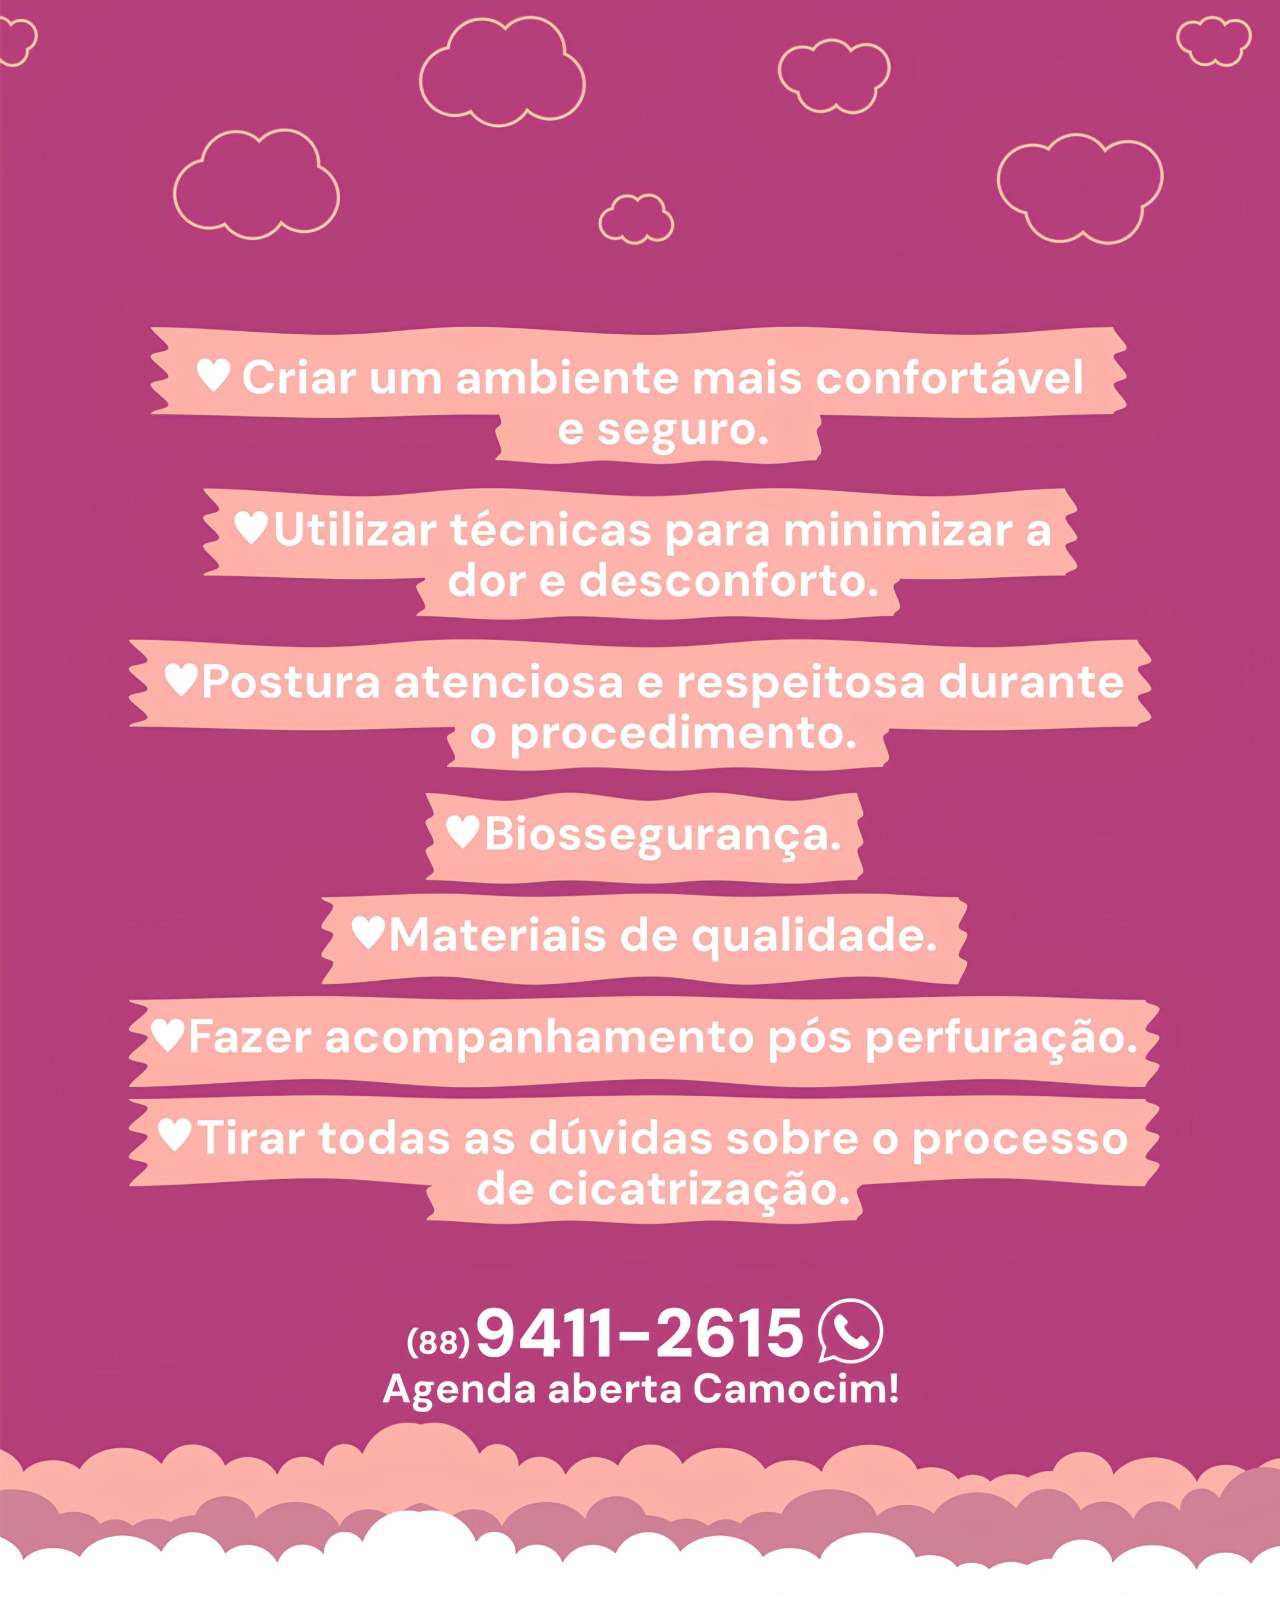 ♥ Criar um ambiente mais confortável
e seguro.
♥Utilizar técnicas para minimizar a
dor e desconforto.
♥Postura atenciosa e respeitosa durante
o procedimento.
♥Biossegurança.
♥Materiais de qualidade.
♥Fazer acompanhamento pós perfuração.
♥Tirar todas as dúvidas sobre o processo
de cicatrização.
(88) 9411-2615
Agenda aberta Camocim!